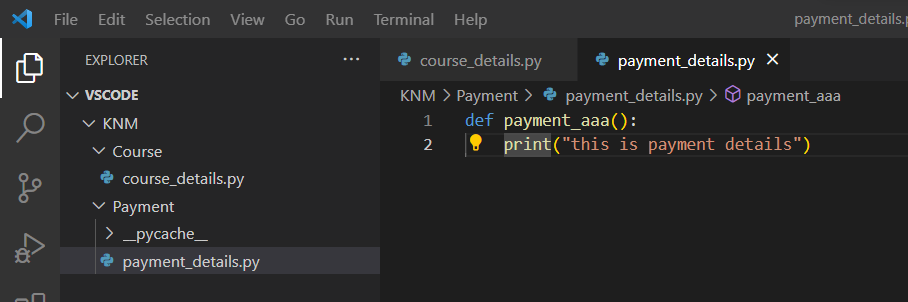 File Edit Selection View Go Run Terminal Help payment_details.p
EXPLORER
VSCODE
KNM
Course
course_details.py
Payment
__pycache__
payment_details.py
course_details.py payment_details.py
KNM > Payment > payment_details.py > payment_aaa
1 def payment_aaa():
2 print("this is payment details")